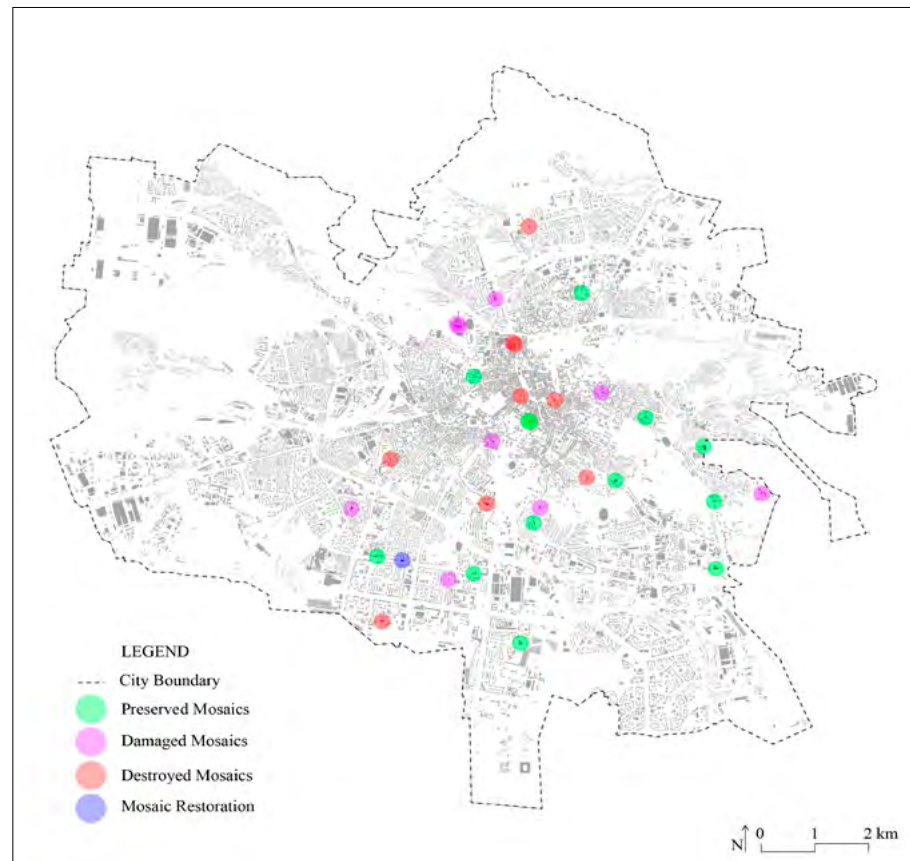 LEGEND
City Boundary
Preserved Mosaics
Damaged Mosaics
Destroyed Mosaics
Mosaic Restoration
N 0 1 2 km